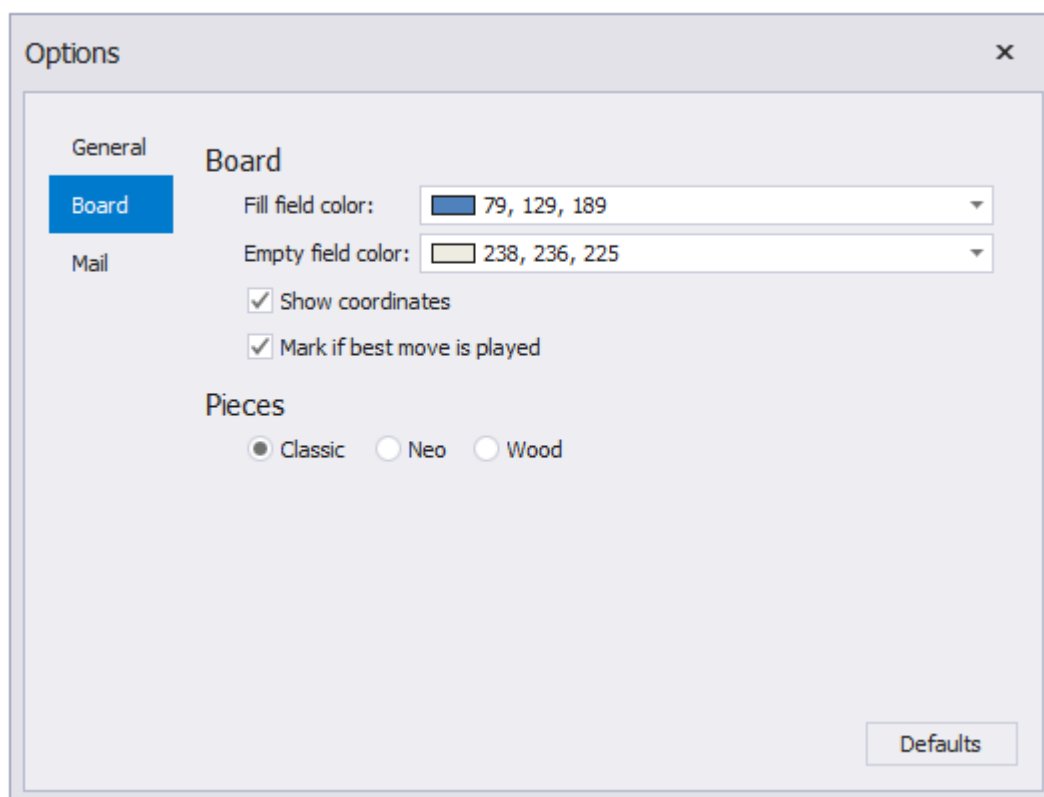 Options
General
Board
Mail
Board
Fill field color: 79, 129, 189
Empty field color: 238, 236, 225
Show coordinates
Mark if best move is played
Pieces
Classic Neo Wood
Defaults